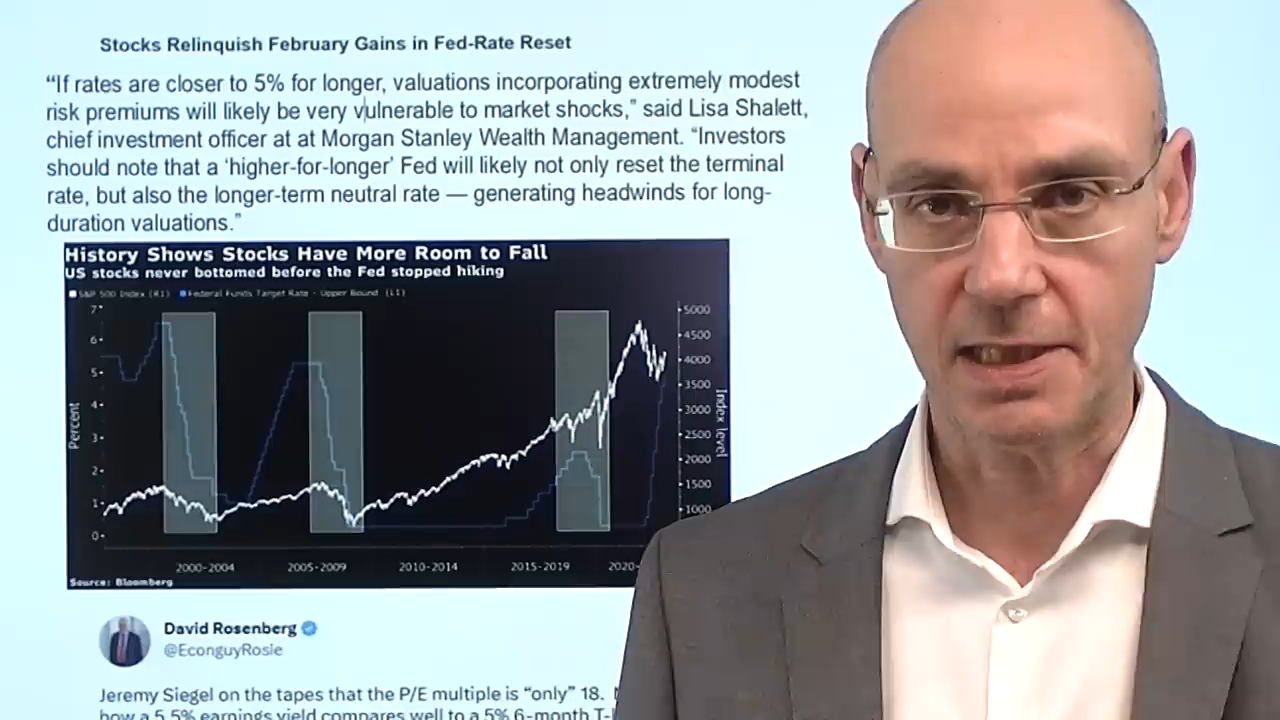 Stocks Relinquish February Gains in Fed-Rate Reset
“If rates are closer to 5% for longer, valuations incorporating extremely modest
risk premiums will likely be very vulnerable to market shocks,” said Lisa Shalett,
chief investment officer at at Morgan Stanley Wealth Management. “Investors
should note that a ‘higher-for-longer’ Fed will likely not only reset the terminal
rate, but also the longer-term neutral rate — generating headwinds for long-
duration valuations.”
History Shows Stocks Have More Room to Fall
US stocks never bottomed before the Fed stopped hiking
S&P 500 Index (R1) Federal Funds Target Rate - Upper Bound (L1)
7
6
5
4
3
2
1
0
Percent
5000
4500
4000
3500
3000
2500
2000
1500
1000
Index level
2000-2004 2005-2009 2010-2014 2015-2019 2020-
Source: Bloomberg
David Rosenberg
@EconguyRosie
Jeremy Siegel on the tapes that the P/E multiple is “only” 18.
how a 5.5% earnings yield compares well to a 5% 6-month